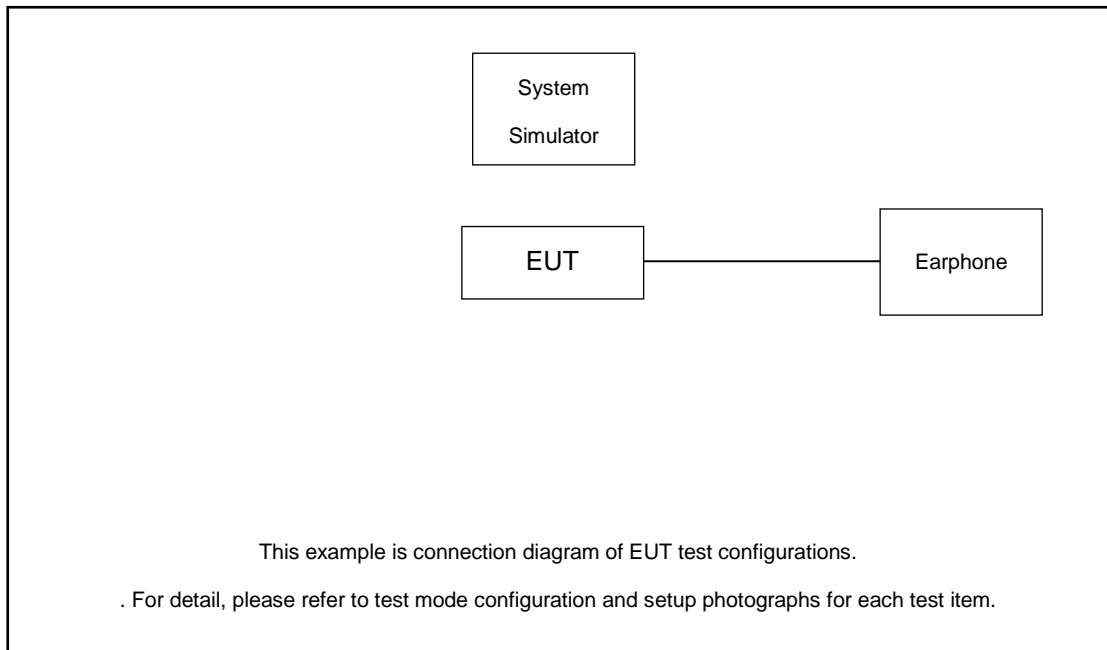 System
Simulator
EUT
Earphone
This example is connection diagram of EUT test configurations.
. For detail, please refer to test mode configuration and setup photographs for each test item.